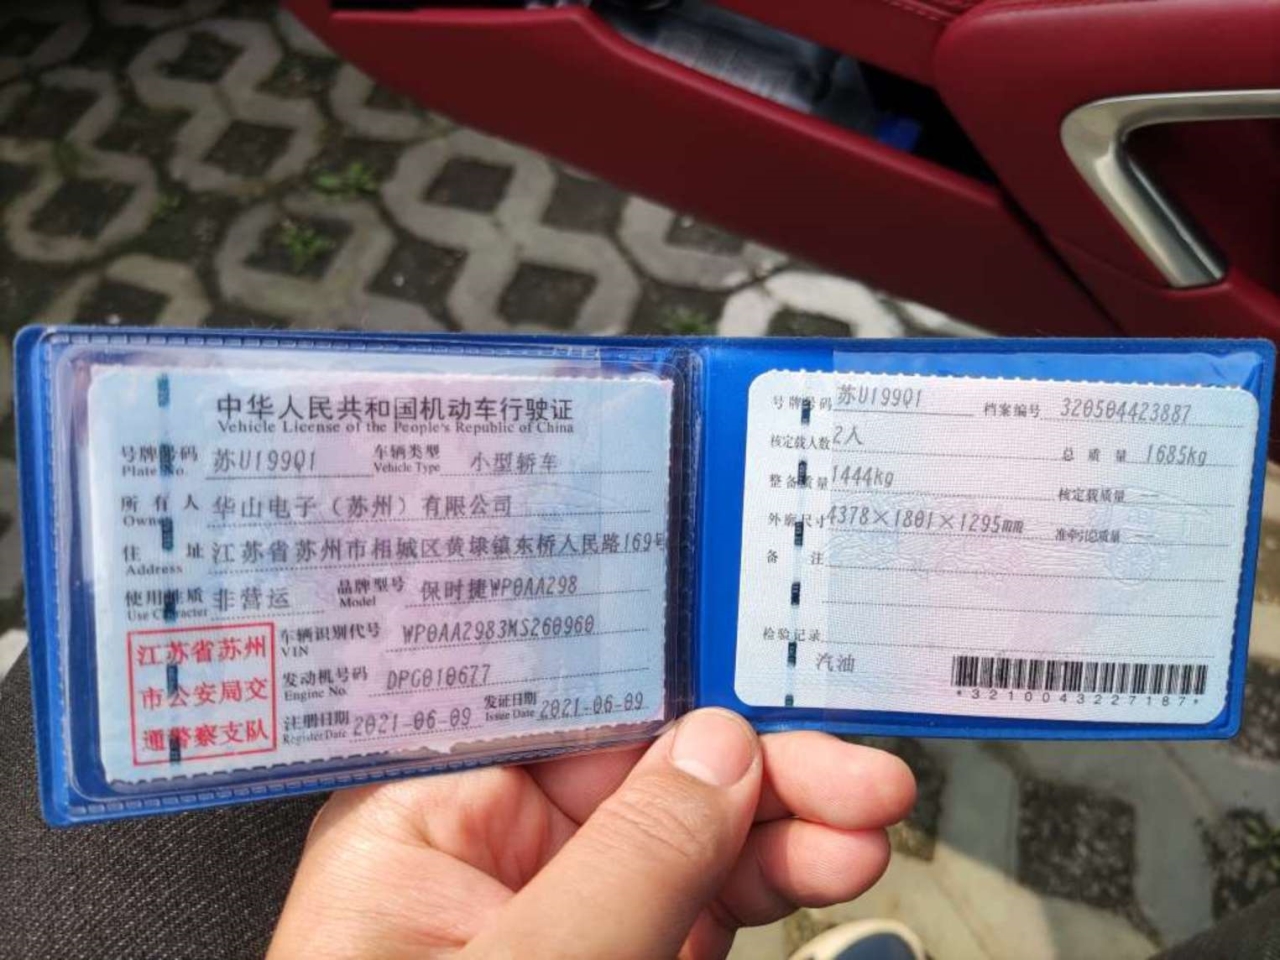 中华人民共和国机动车行驶证
Vehicle License of the People's Republic of China
号牌号码 苏U199Q1 车辆类型 小型轿车
Plate No. Vehicle Type
所有人 华山电子（苏州）有限公司
Owner
住址 江苏省苏州市相城区黄埭镇东桥人民路169号
Address
使用性质 非营运 品牌型号 保时捷WP0AA298
Use Character Model
车辆识别代号 WP0AA2983MS260960
VIN
发动机号码 DPC010677
Engine No.
注册日期 2021-06-09 发证日期 2021-06-09
Register Date Issue Date
江苏省苏州
市公安局交
通警察支队
号牌号码 苏U199Q1 档案编号 320504423887
核定载人数 2人 总质量 1685kg
整备质量 1444kg 核定载质量 --
外廓尺寸 4378×1801×1295mm 准牵引总质量 --
备注
检验记录
汽油
*3210043227187*